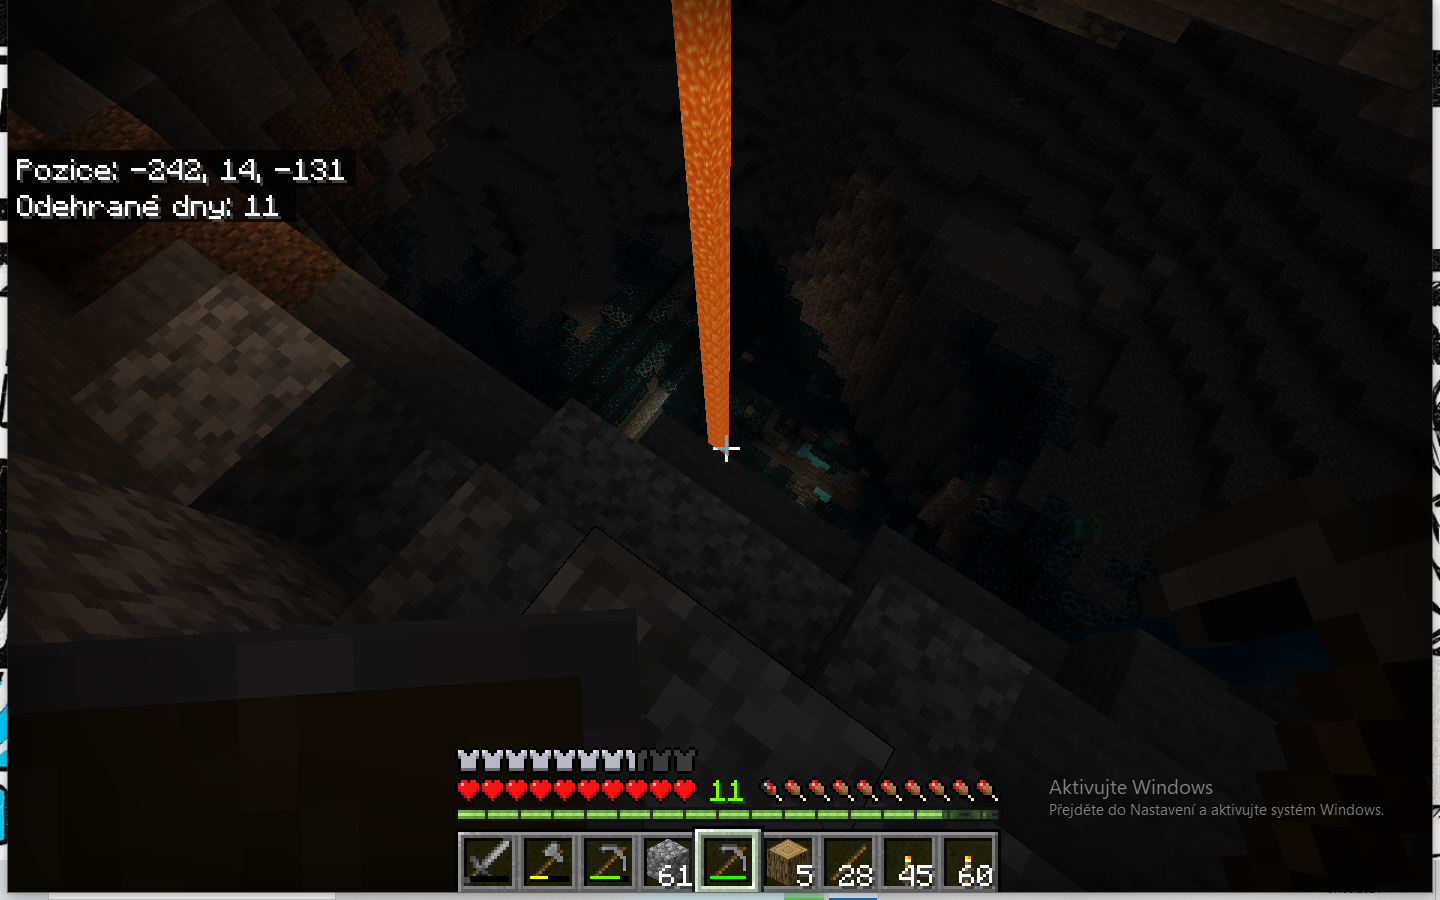 Pozice: -242, 14, -131
Odehrané dny: 11
11
Aktivujte Windows
Přejděte do Nastavení a aktivujte systém Windows.
61
5
28
45
60